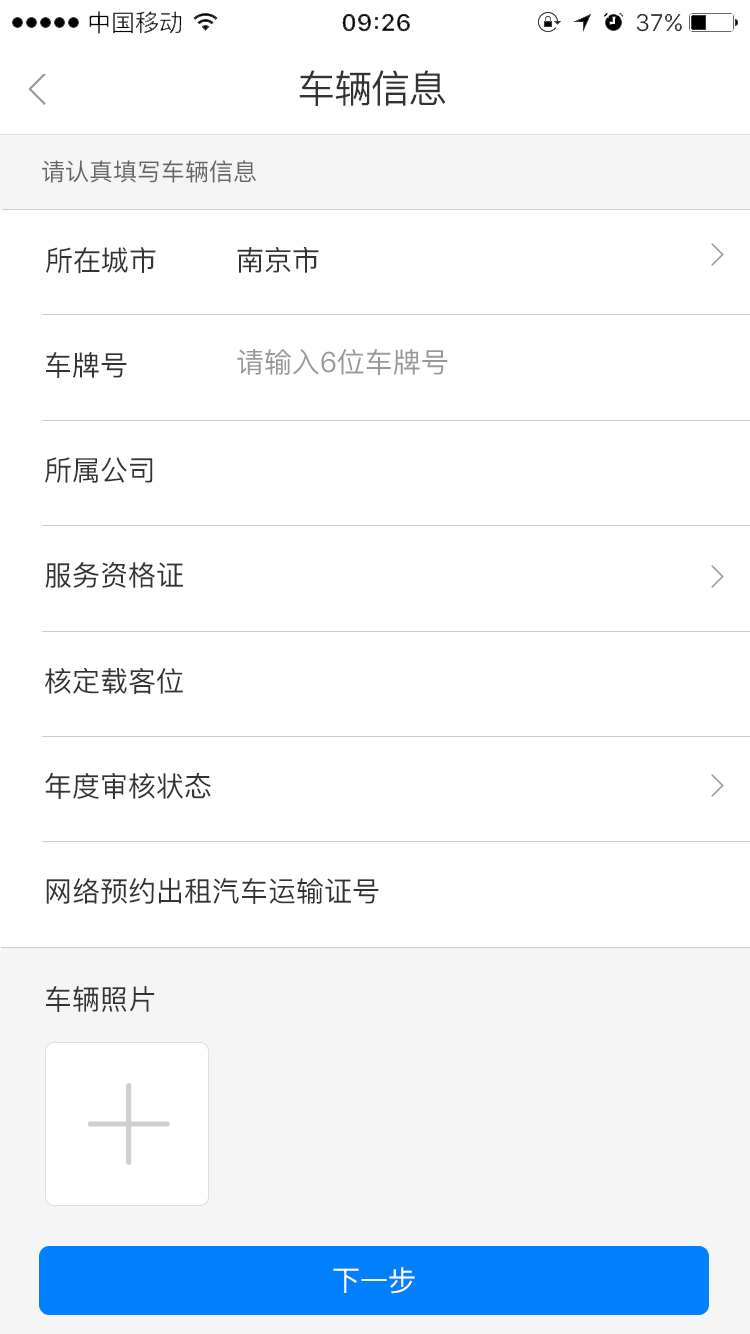 中国移动 09:26 37%
车辆信息
请认真填写车辆信息
所在城市 南京市
车牌号 请输入6位车牌号
所属公司
服务资格证
核定载客位
年度审核状态
网络预约出租汽车运输证号
车辆照片
下一步